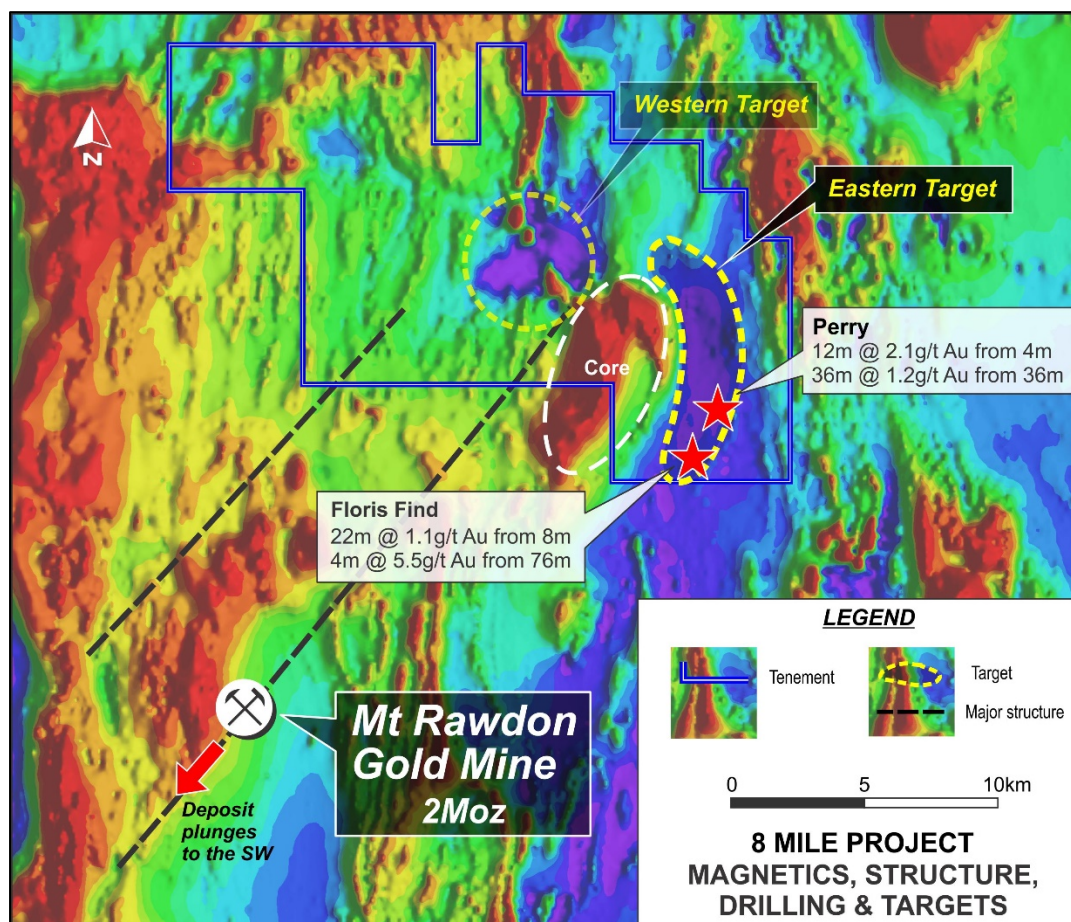 N
Western Target
Eastern Target
Perry
12m @ 2.1g/t Au from 4m
36m @ 1.2g/t Au from 36m
Core
Floris Find
22m @ 1.1g/t Au from 8m
4m @ 5.5g/t Au from 76m
Mt Rawdon
Gold Mine
2Moz
Deposit
plunges
to the SW
LEGEND
Tenement
Target
Major structure
0 5 10km
8 MILE PROJECT
MAGNETICS, STRUCTURE,
DRILLING & TARGETS